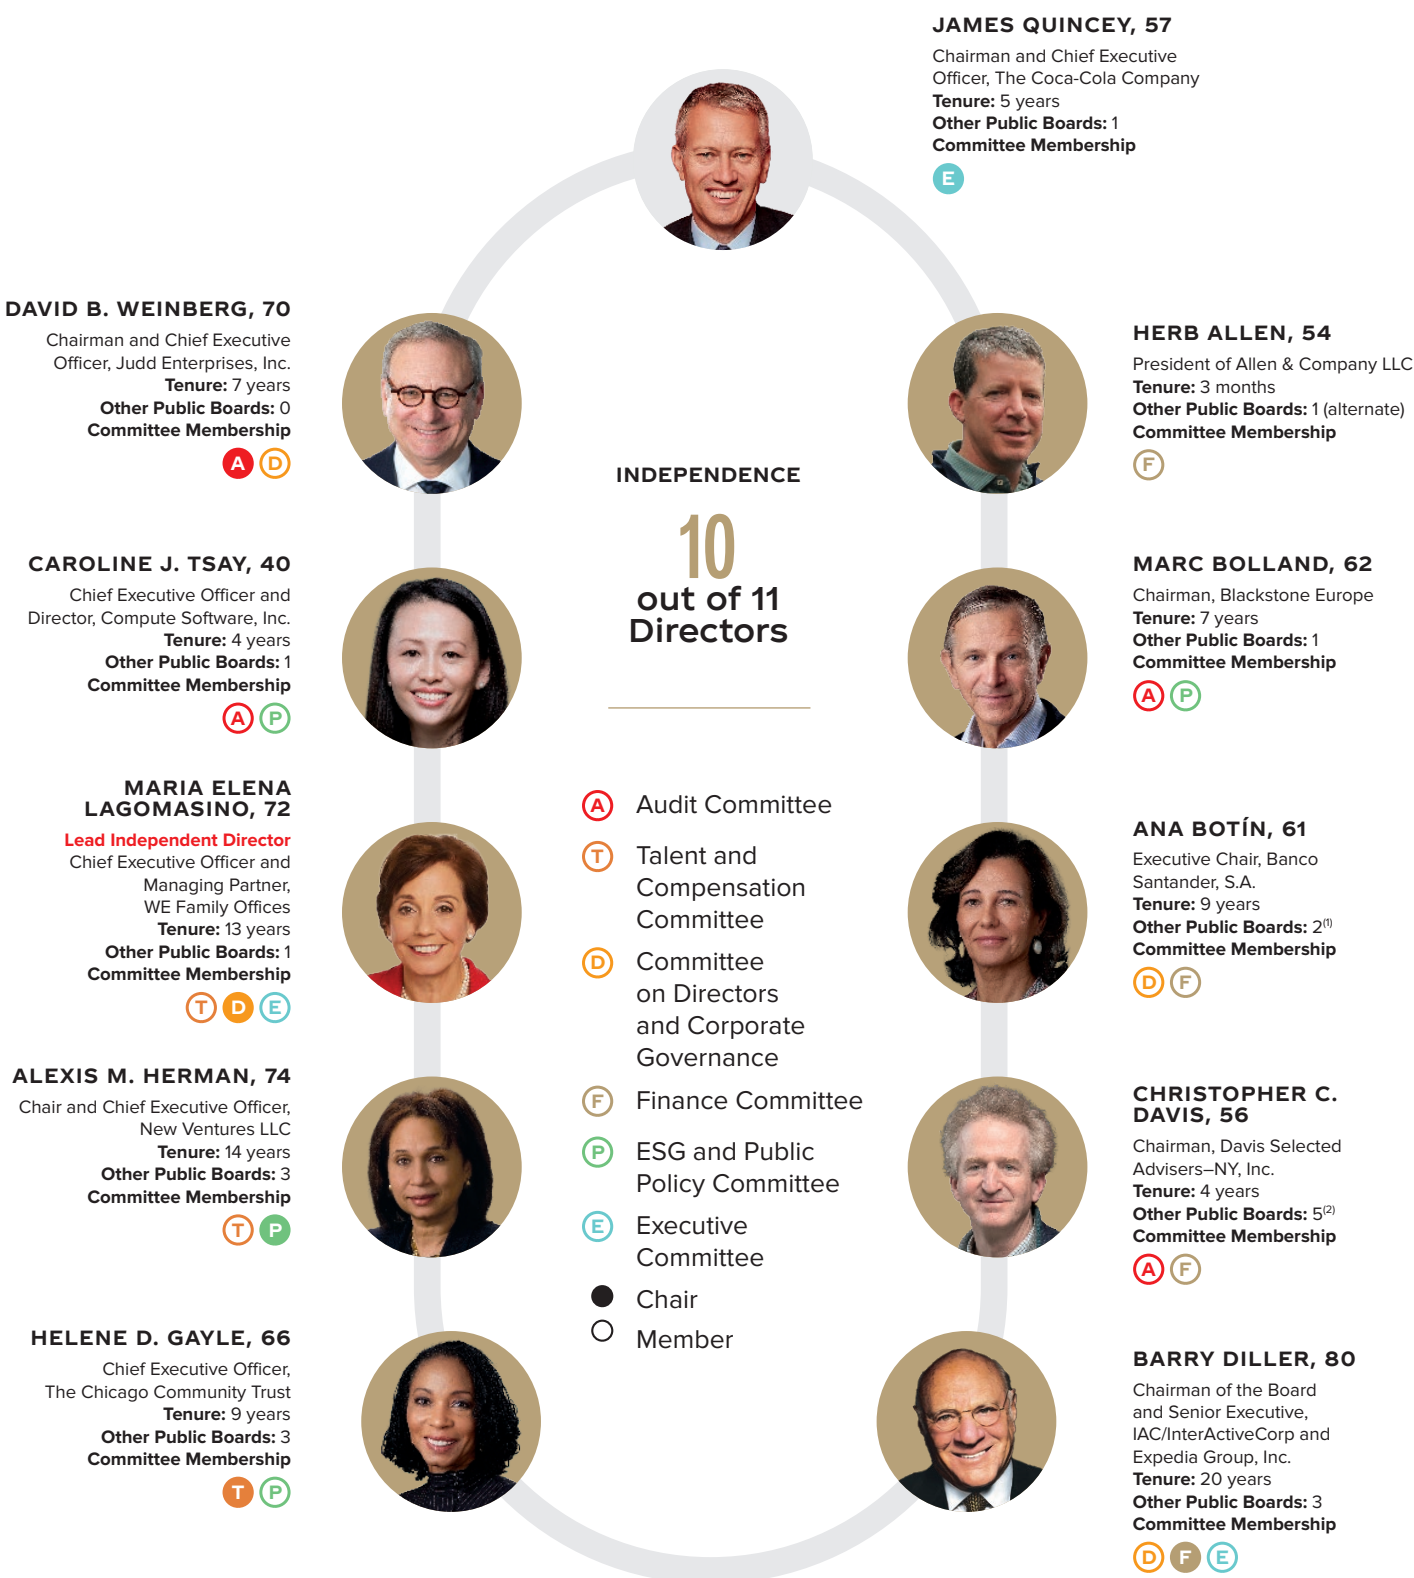 JAMES QUINCEY, 57
Chairman and Chief Executive
Officer, The Coca-Cola Company
Tenure: 5 years
Other Public Boards: 1
Committee Membership
E
DAVID B. WEINBERG, 70
Chairman and Chief Executive
Officer, Judd Enterprises, Inc.
Tenure: 7 years
Other Public Boards: 0
Committee Membership
A D
CAROLINE J. TSAY, 40
Chief Executive Officer and
Director, Compute Software, Inc.
Tenure: 4 years
Other Public Boards: 1
Committee Membership
A P
MARIA ELENA
LAGOMASINO, 72
Lead Independent Director
Chief Executive Officer and
Managing Partner,
WE Family Offices
Tenure: 13 years
Other Public Boards: 1
Committee Membership
T D E
ALEXIS M. HERMAN, 74
Chair and Chief Executive Officer,
New Ventures LLC
Tenure: 14 years
Other Public Boards: 3
Committee Membership
T P
HELENE D. GAYLE, 66
Chief Executive Officer,
The Chicago Community Trust
Tenure: 9 years
Other Public Boards: 3
Committee Membership
T P
INDEPENDENCE
10
out of 11
Directors
A Audit Committee
T Talent and
Compensation
Committee
D Committee
on Directors
and Corporate
Governance
F Finance Committee
P ESG and Public
Policy Committee
E Executive
Committee
Chair
Member
HERB ALLEN, 54
President of Allen & Company LLC
Tenure: 3 months
Other Public Boards: 1 (alternate)
Committee Membership
F
MARC BOLLAND, 62
Chairman, Blackstone Europe
Tenure: 7 years
Other Public Boards: 1
Committee Membership
A P
ANA BOTÍN, 61
Executive Chair, Banco
Santander, S.A.
Tenure: 9 years
Other Public Boards: 2(1)
Committee Membership
D F
CHRISTOPHER C.
DAVIS, 56
Chairman, Davis Selected
Advisers–NY, Inc.
Tenure: 4 years
Other Public Boards: 5(2)
Committee Membership
A F
BARRY DILLER, 80
Chairman of the Board
and Senior Executive,
IAC/InterActiveCorp and
Expedia Group, Inc.
Tenure: 20 years
Other Public Boards: 3
Committee Membership
D F E